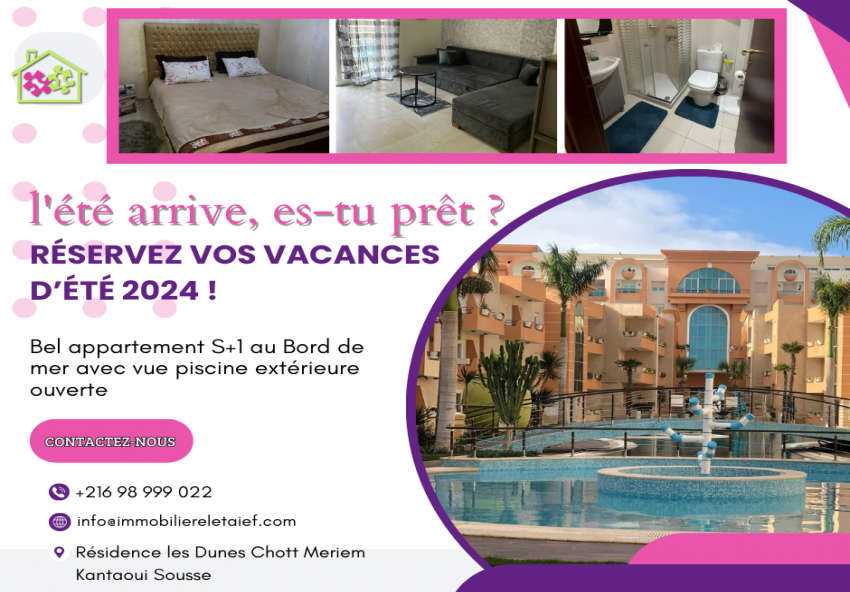 l'été arrive, es-tu prêt ?
RÉSERVEZ VOS VACANCES
D'ÉTÉ 2024 !
Bel appartement S+1 au Bord de
mer avec vue piscine extérieure
ouverte
CONTACTEZ-NOUS
+216 98 999 022
info@immobiliereletaief.com
Résidence les Dunes Chott Meriem
Kantaoui Sousse